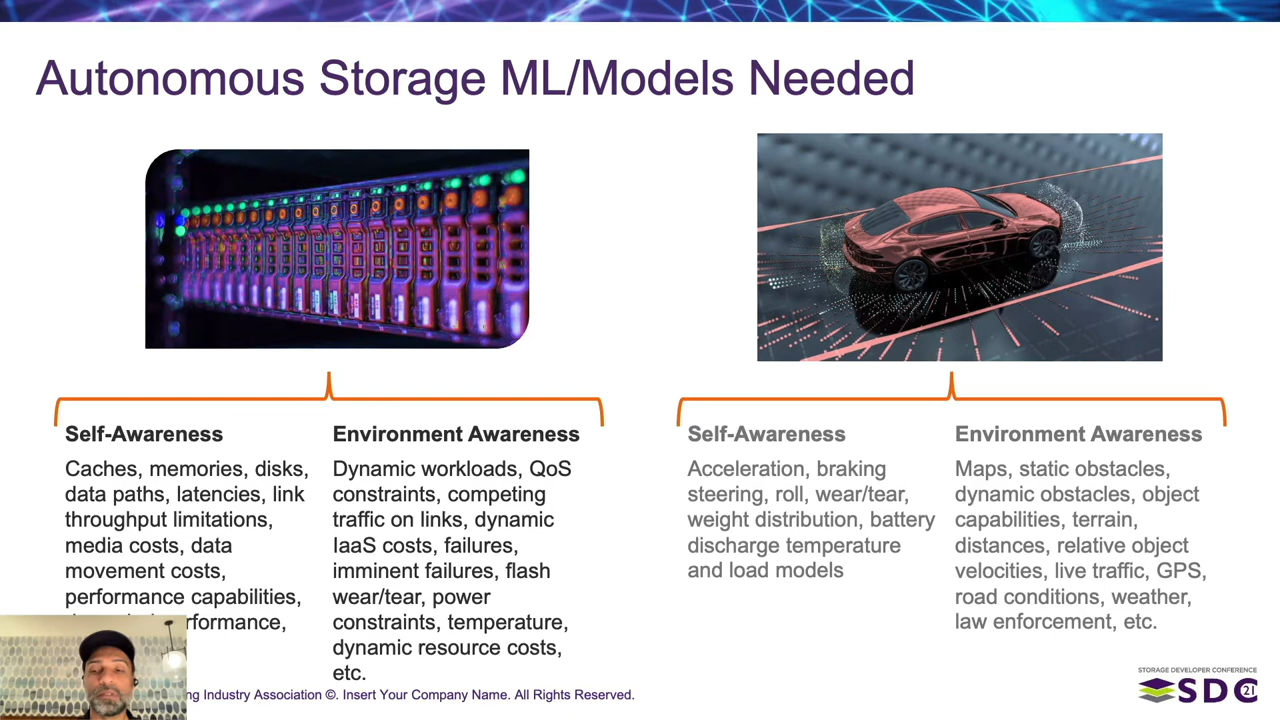 Autonomous Storage ML/Models Needed
Self-Awareness
Caches, memories, disks,
data paths, latencies, link
throughput limitations,
media costs, data
movement costs,
performance capabilities,
rformance,
Environment Awareness
Dynamic workloads, QoS
constraints, competing
traffic on links, dynamic
IaaS costs, failures,
imminent failures, flash
wear/tear, power
constraints, temperature,
dynamic resource costs,
etc.
Self-Awareness
Acceleration, braking
steering, roll, wear/tear,
weight distribution, battery
discharge temperature
and load models
Environment Awareness
Maps, static obstacles,
dynamic obstacles, object
capabilities, terrain,
distances, relative object
velocities, live traffic, GPS,
road conditions, weather,
law enforcement, etc.
ng Industry Association ©. Insert Your Company Name. All Rights Reserved.
STORAGE DEVELOPER CONFERENCE
SDC 21